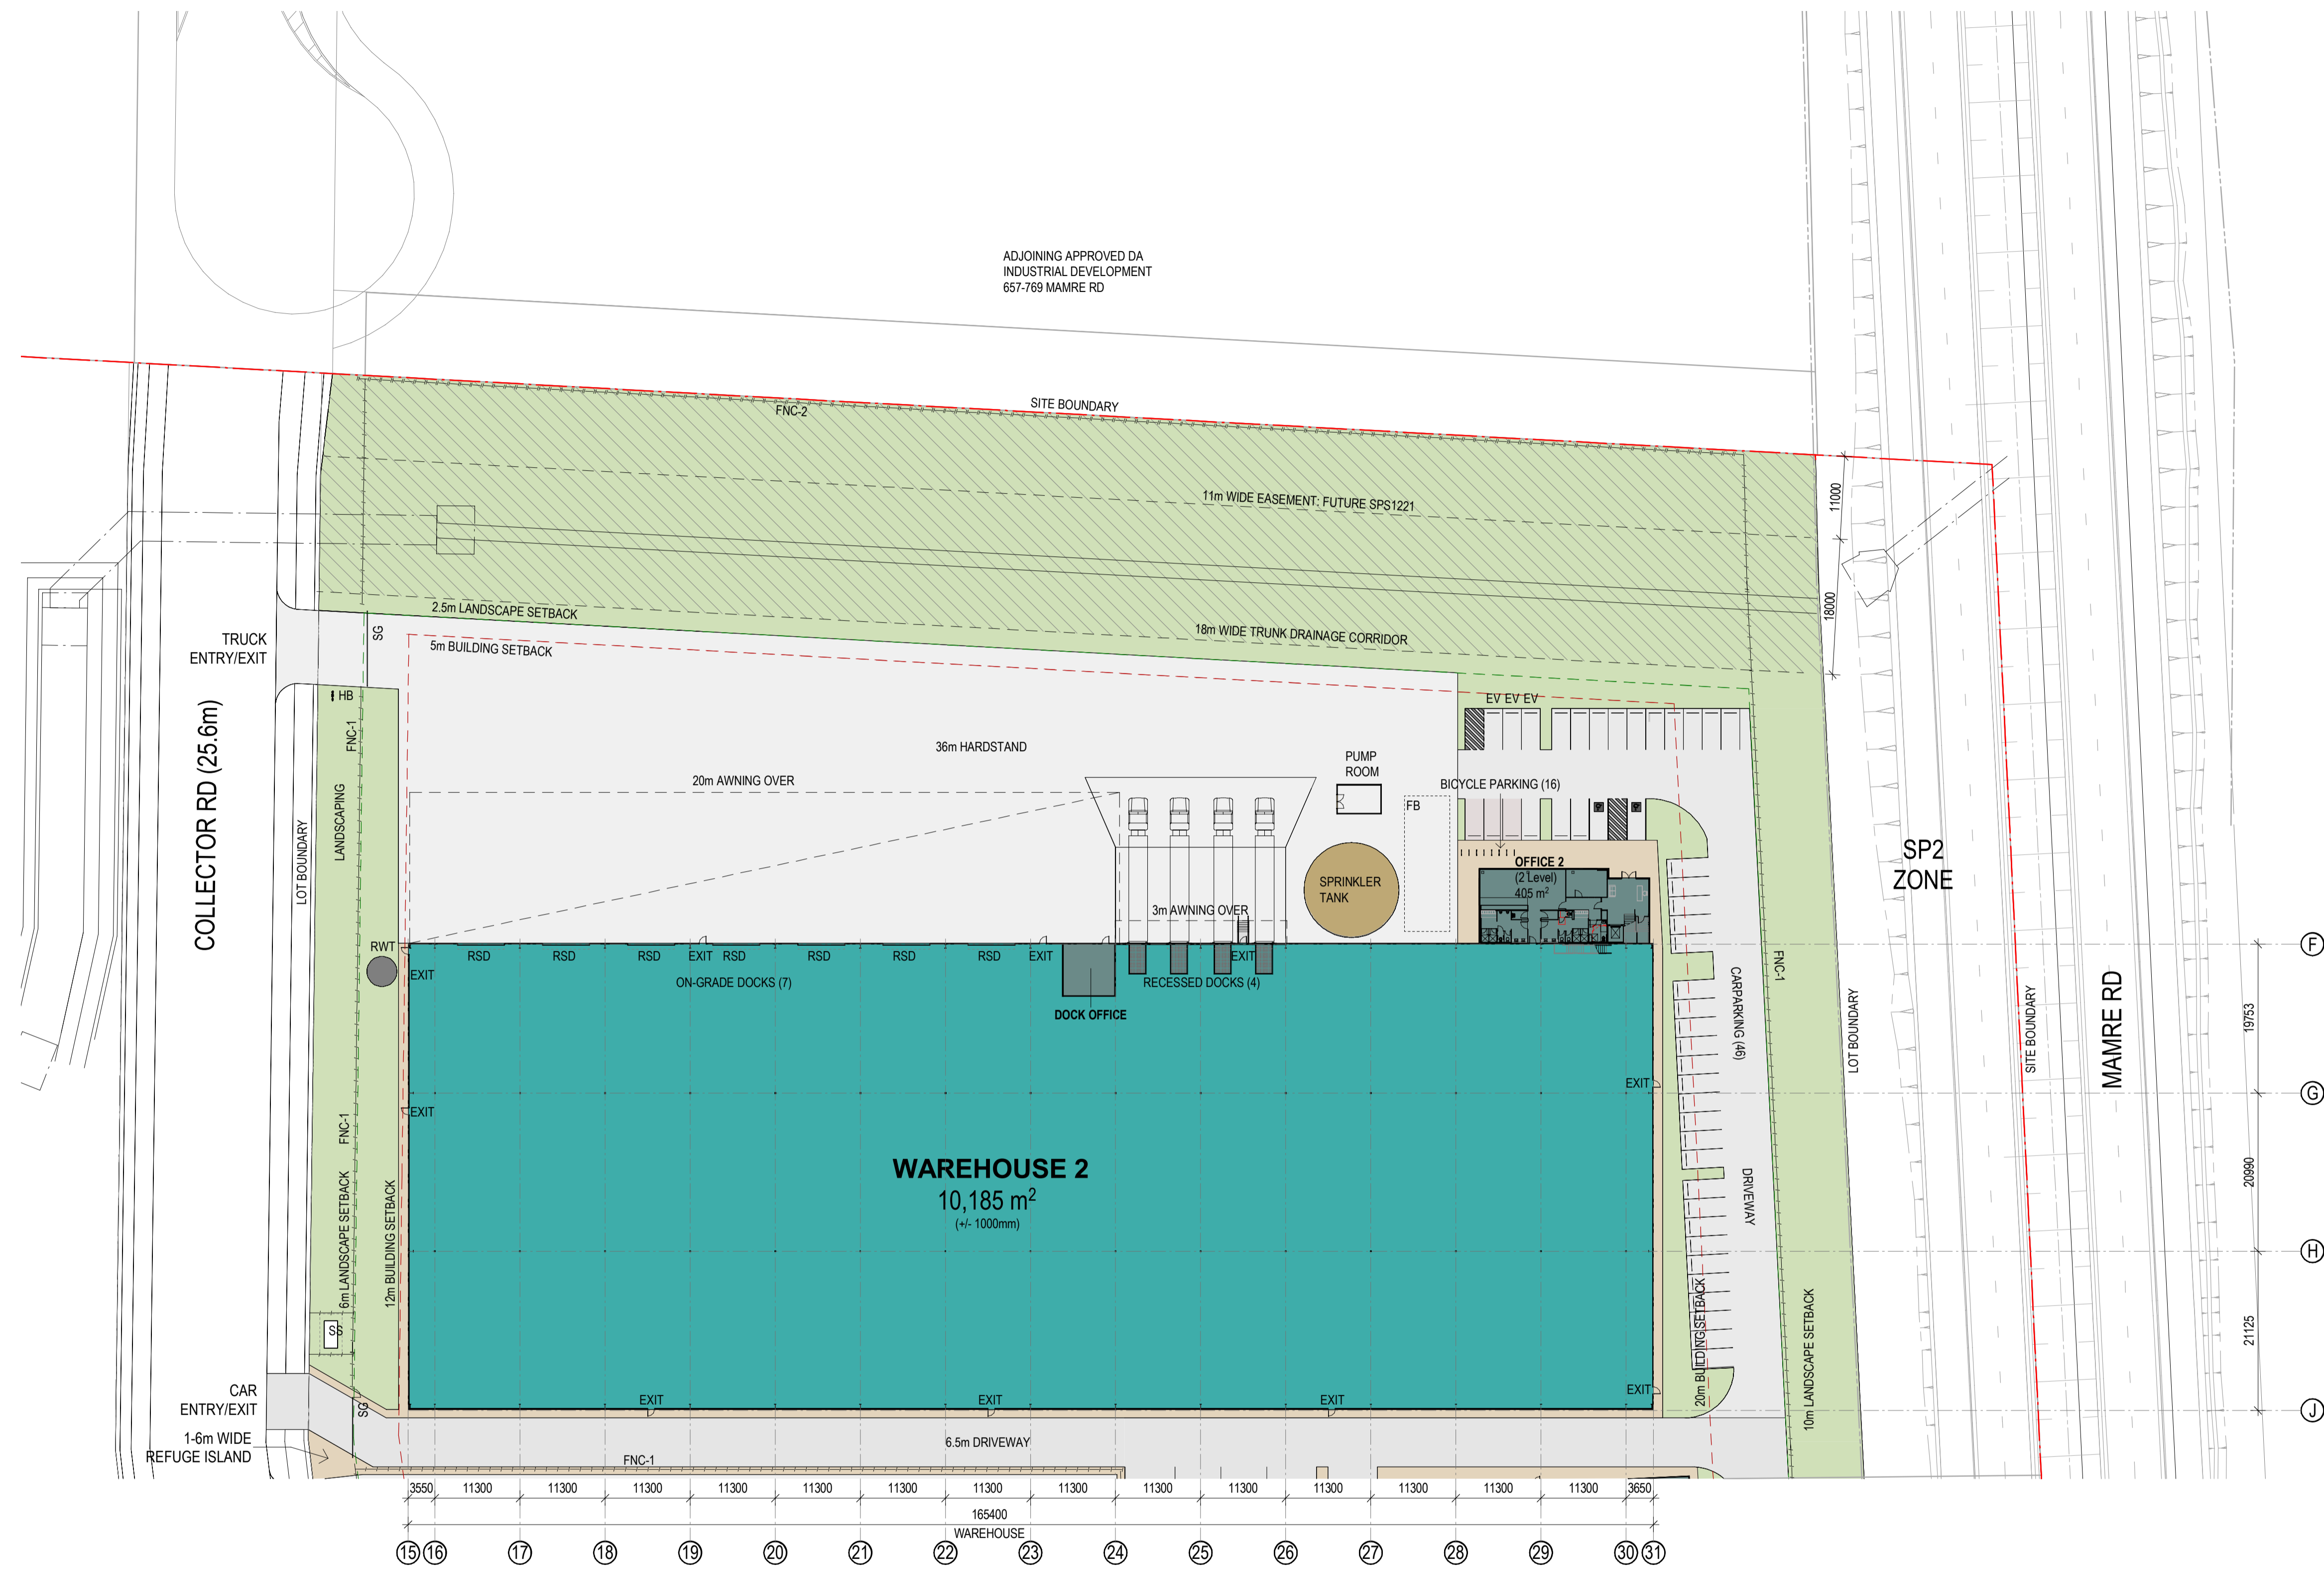 ADJOINING APPROVED DA
INDUSTRIAL DEVELOPMENT
657-769 MAMRE RD
FNC-2
SITE BOUNDARY
11m WIDE EASEMENT: FUTURE SPS1221
11000
18000
2.5m LANDSCAPE SETBACK
18m WIDE TRUNK DRAINAGE CORRIDOR
TRUCK
ENTRY/EXIT
SG
5m BUILDING SETBACK
HB
FNC-1
EV EV EV
COLLECTOR RD (25.6m)
LOT BOUNDARY
LANDSCAPING
36m HARDSTAND
20m AWNING OVER
PUMP
ROOM
BICYCLE PARKING (16)
FB
OFFICE 2
(2 Level)
405 m²
SPRINKLER
TANK
3m AWNING OVER
SP2
ZONE
RWT
EXIT
RSD
RSD
RSD
EXIT
RSD
RSD
RSD
RSD
EXIT
EXIT
ON-GRADE DOCKS (7)
RECESSED DOCKS (4)
DOCK OFFICE
CARPARKING (46)
FNC-1
LOT BOUNDARY
SITE BOUNDARY
MAMRE RD
F
19753
EXIT
G
EXIT
FNC-1
WAREHOUSE 2
10,185 m²
(+/- 1000mm)
DRIVEWAY
20990
6m LANDSCAPE SETBACK
12m BUILDING SETBACK
H
SS
20m BUILDING SETBACK
10m LANDSCAPE SETBACK
21125
CAR
ENTRY/EXIT
SG
EXIT
EXIT
EXIT
EXIT
J
1-6m WIDE
REFUGE ISLAND
6.5m DRIVEWAY
FNC-1
3550
11300
11300
11300
11300
11300
11300
11300
11300
11300
11300
11300
11300
11300
11300
3650
165400
WAREHOUSE
15
16
17
18
19
20
21
22
23
24
25
26
27
28
29
30
31